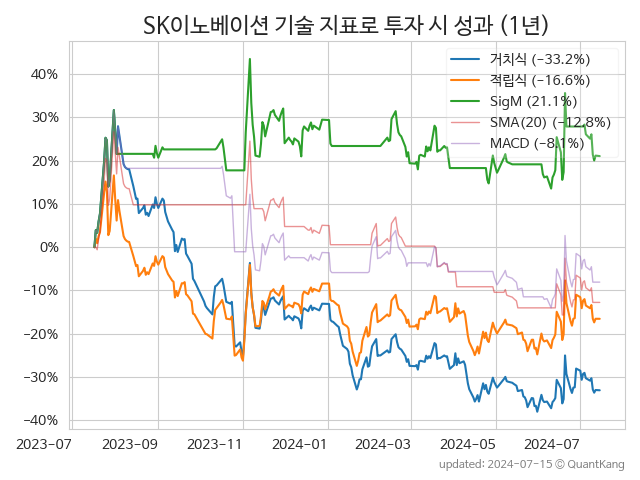 SK이노베이션 기술 지표로 투자 시 성과 (1년)
거치식 (−33.2%)
적립식 (−16.6%)
SigM (21.1%)
SMA(20) (−12.8%)
MACD (−8.1%)
40%
30%
20%
10%
0%
−10%
−20%
−30%
−40%
2023-07
2023-09
2023-11
2024-01
2024-03
2024-05
2024-07
updated: 2024-07-15 © QuantKang